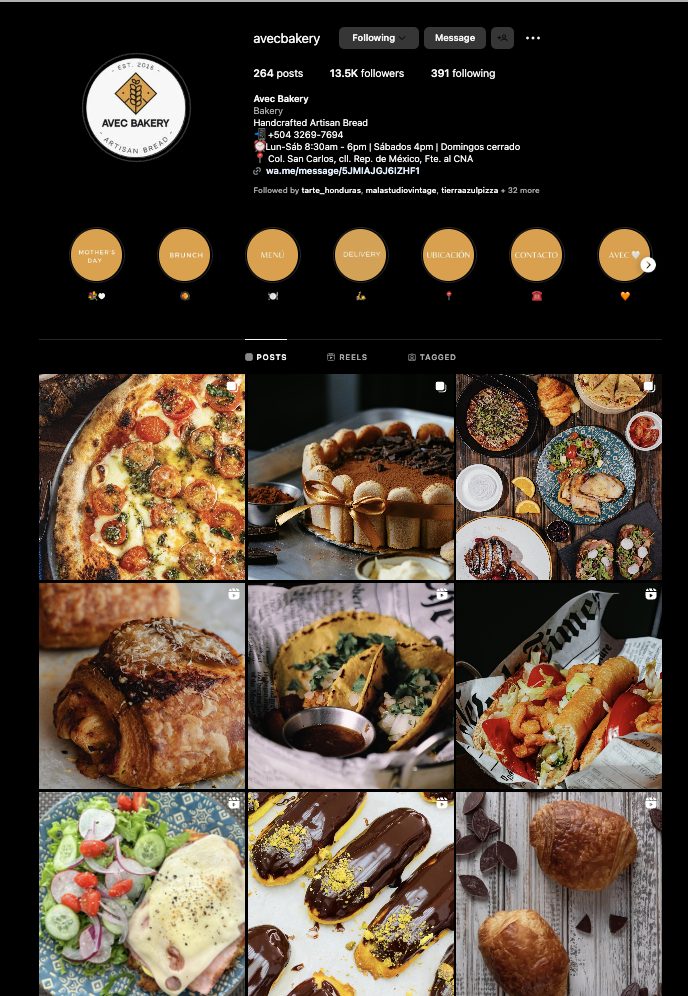 avecbakery
Following
Message
264 posts
13.5K followers
391 following
· EST. 2015 ·
AVEC BAKERY
· ARTISAN BREAD ·
Avec Bakery
Bakery
Handcrafted Artisan Bread
📲 +504 3269-7694
⏰Lun-Sáb 8:30am - 6pm | Sábados 4pm | Domingos cerrado
📍 Col. San Carlos, cll. Rep. de México, Fte. al CNA
wa.me/message/5JMIAJGJ6IZHF1
Followed by tarte_honduras, malastudiovintage, tierraazulpizza + 32 more
MOTHER'S
DAY
BRUNCH
MENÚ
DELIVERY
UBICACIÓN
CONTACTO
AVEC 🤍
POSTS
REELS
TAGGED
Times